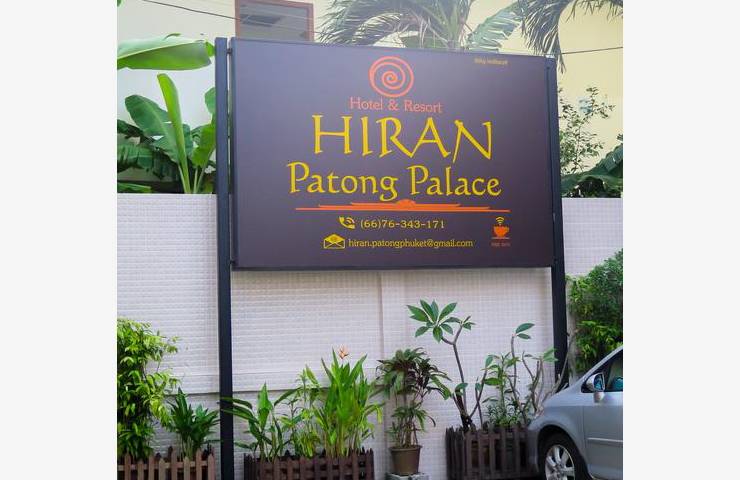 Hotel & Resort
HIRAN
Patong Palace
(66)76-343-171
hiran.patongphuket@gmail.com